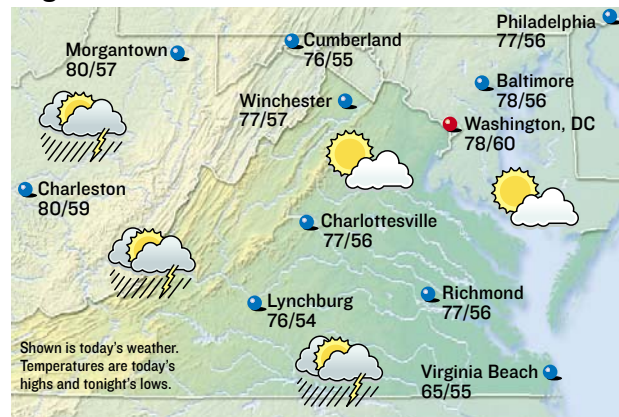 Philadelphia
77/56
Morgantown
80/57
Cumberland
76/55
Baltimore
78/56
Winchester
77/57
Washington, DC
78/60
Charleston
80/59
Charlottesville
77/56
Lynchburg
76/54
Richmond
77/56
Shown is today's weather.
Temperatures are today's
highs and tonight's lows.
Virginia Beach
65/55